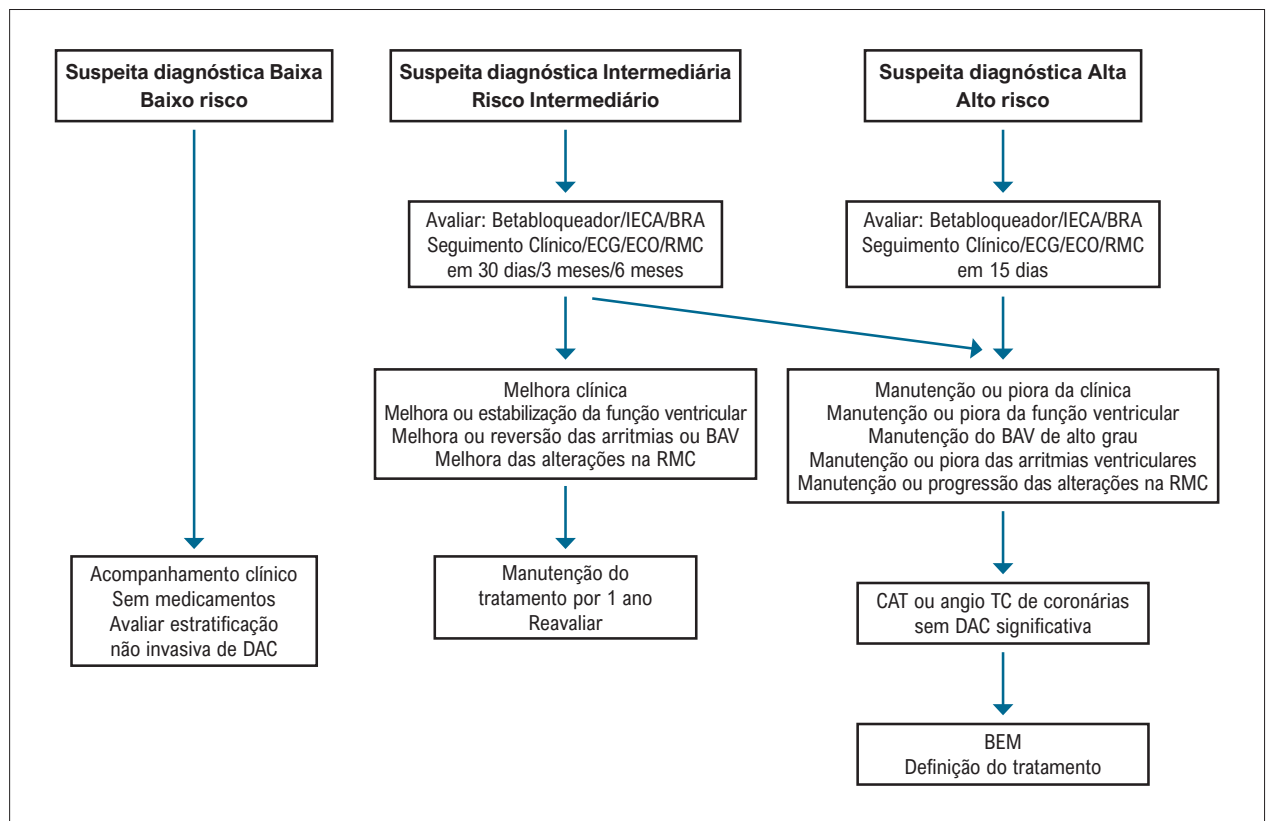 Suspeita diagnóstica Baixa
Baixo risco
Suspeita diagnóstica Intermediária
Risco Intermediário
Suspeita diagnóstica Alta
Alto risco
Avaliar: Betabloqueador/IECA/BRA
Seguimento Clínico/ECG/ECO/RMC
em 30 dias/3 meses/6 meses
Avaliar: Betabloqueador/IECA/BRA
Seguimento Clínico/ECG/ECO/RMC
em 15 dias
Melhora clínica
Melhora ou estabilização da função ventricular
Melhora ou reversão das arritmias ou BAV
Melhora das alterações na RMC
Manutenção ou piora da clínica
Manutenção ou piora da função ventricular
Manutenção do BAV de alto grau
Manutenção ou piora das arritmias ventriculares
Manutenção ou progressão das alterações na RMC
Acompanhamento clínico
Sem medicamentos
Avaliar estratificação
não invasiva de DAC
Manutenção do
tratamento por 1 ano
Reavaliar
CAT ou angio TC de coronárias
sem DAC significativa
BEM
Definição do tratamento